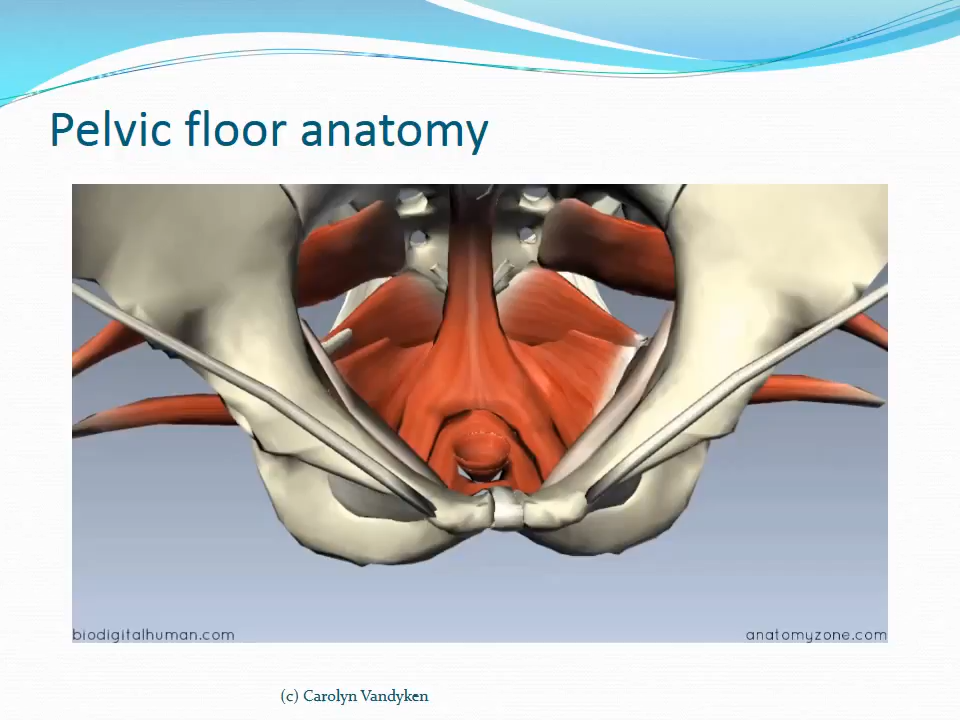 Pelvic floor anatomy
biodigitalhuman.com
anatomyzone.com
(c) Carolyn Vandyken